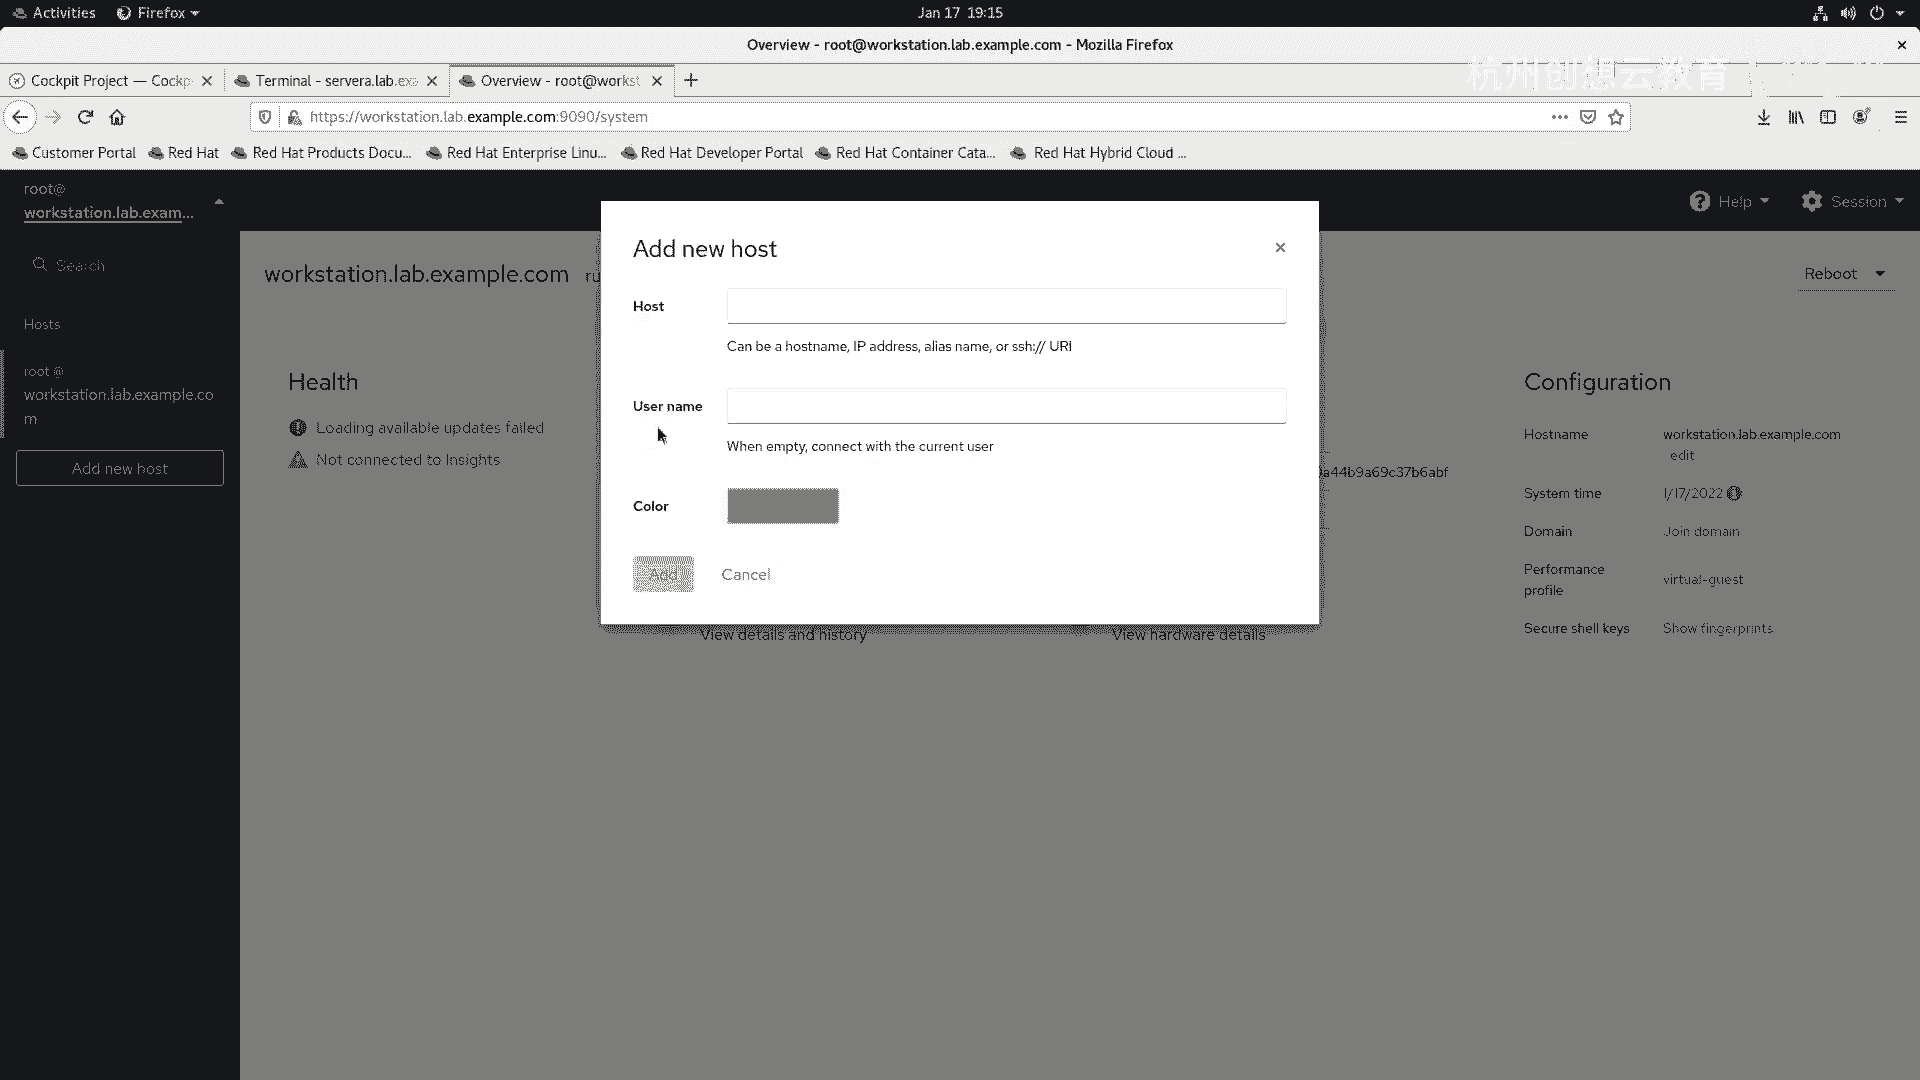 Activities
Firefox
Jan 17 19:15
Overview - root@workstation.lab.example.com - Mozilla Firefox
Cockpit Project — Cockp
Terminal - servera.lab.exa
Overview - root@workst
杭州创想云教育
https://workstation.lab.example.com:9090/system
Customer Portal
Red Hat
Red Hat Products Docu...
Red Hat Enterprise Linu...
Red Hat Developer Portal
Red Hat Container Cata...
Red Hat Hybrid Cloud ...
root@
workstation.lab.exam...
Help
Session
Search
workstation.lab.example.com ru
Reboot
Hosts
root @
workstation.lab.example.co
m
Add new host
Health
Loading available updates failed
Not connected to Insights
Add new host
Host
Can be a hostname, IP address, alias name, or ssh:// URI
User name
When empty, connect with the current user
Color
Add
Cancel
View details and history
View hardware details
a44b9a69c37b6abf
Configuration
Hostname
workstation.lab.example.com
edit
System time
1/17/2022
Domain
Join domain
Performance
profile
virtual-guest
Secure shell keys
Show fingerprints